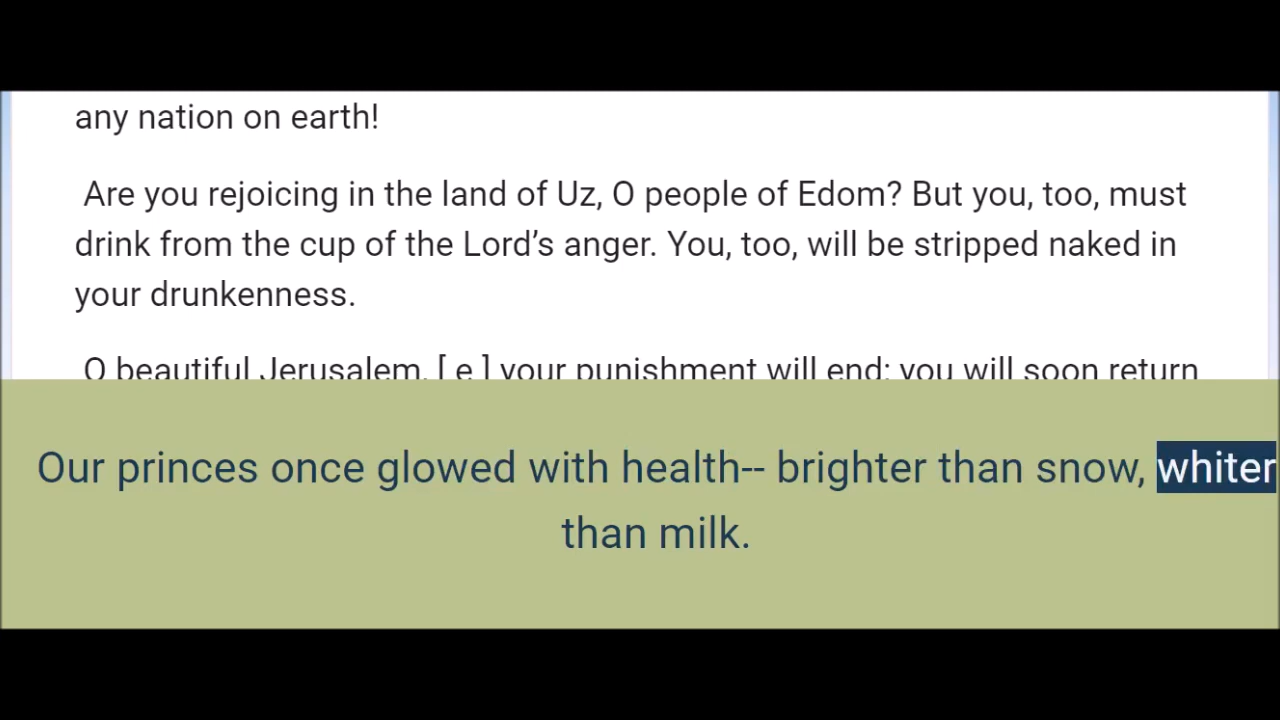 any nation on earth!
Are you rejoicing in the land of Uz, O people of Edom? But you, too, must
drink from the cup of the Lord’s anger. You, too, will be stripped naked in
your drunkenness.
O beautiful Jerusalem, [ e ] your punishment will end; you will soon return
Our princes once glowed with health-- brighter than snow, whiter
than milk.